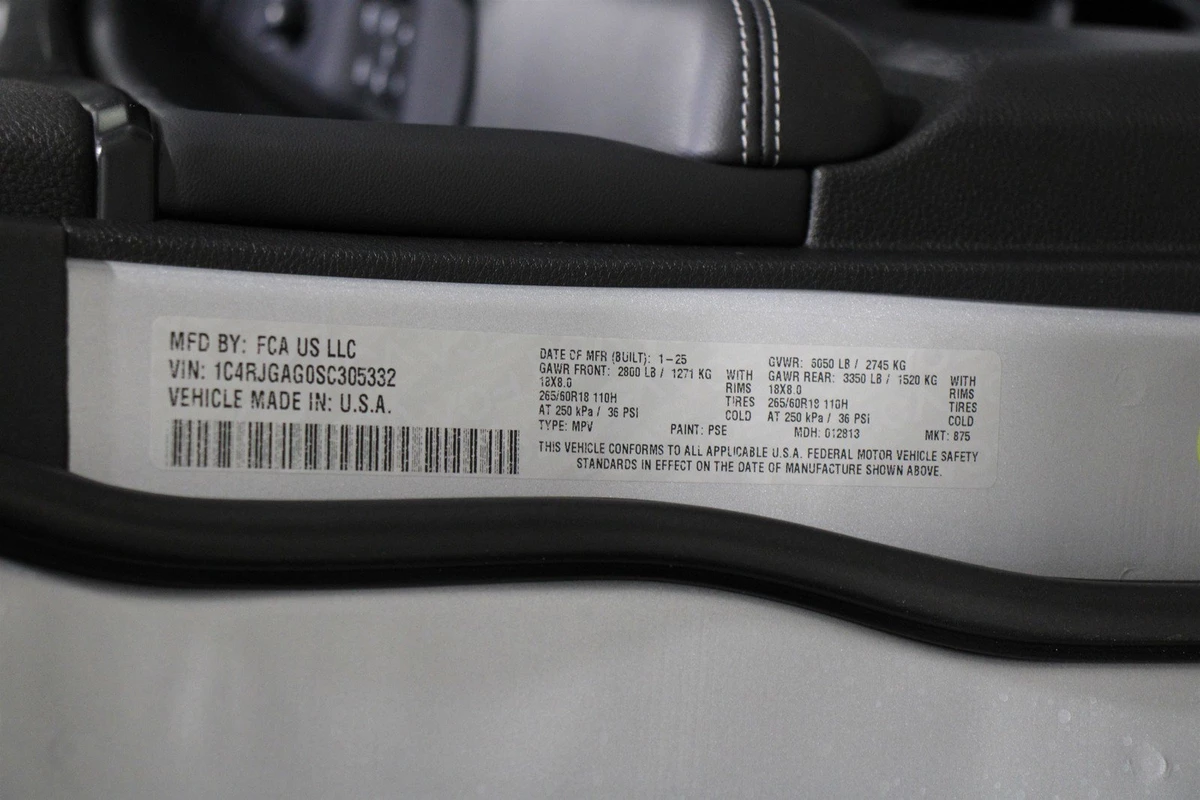 MFD BY: FCA US LLC
VIN: 1C4RJGAG0SC305332
VEHICLE MADE IN: U.S.A.
DATE OF MFR (BUILT): 1-25
GAWR FRONT: 2800 LB / 1271 KG WITH
18X8.0 RIMS
265/60R18 110H TIRES
AT 250 kPa / 36 PSI COLD
TYPE: MPV PAINT: PSE
GVWR: 6050 LB / 2745 KG
GAWR REAR: 3350 LB / 1520 KG WITH
18X8.0 RIMS
265/60R18 110H TIRES
AT 250 kPa / 36 PSI COLD
MDH: 012813 MKT: 875
THIS VEHICLE CONFORMS TO ALL APPLICABLE U.S.A. FEDERAL MOTOR VEHICLE SAFETY
STANDARDS IN EFFECT ON THE DATE OF MANUFACTURE SHOWN ABOVE.